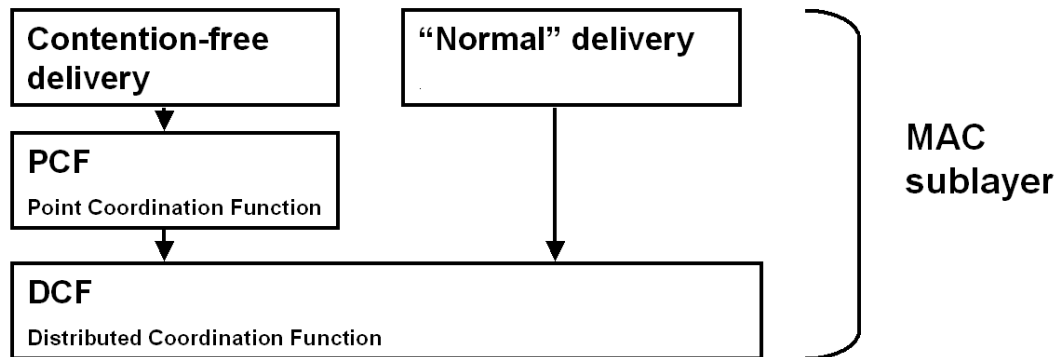 Contention-free
delivery
“Normal” delivery
PCF
Point Coordination Function
DCF
Distributed Coordination Function
MAC
sublayer